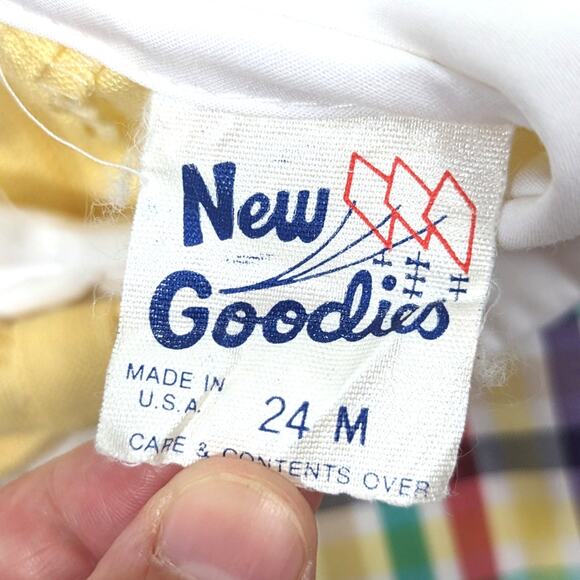 New
Goodies
MADE IN
U.S.A.
24 M
CARE & CONTENTS OVER